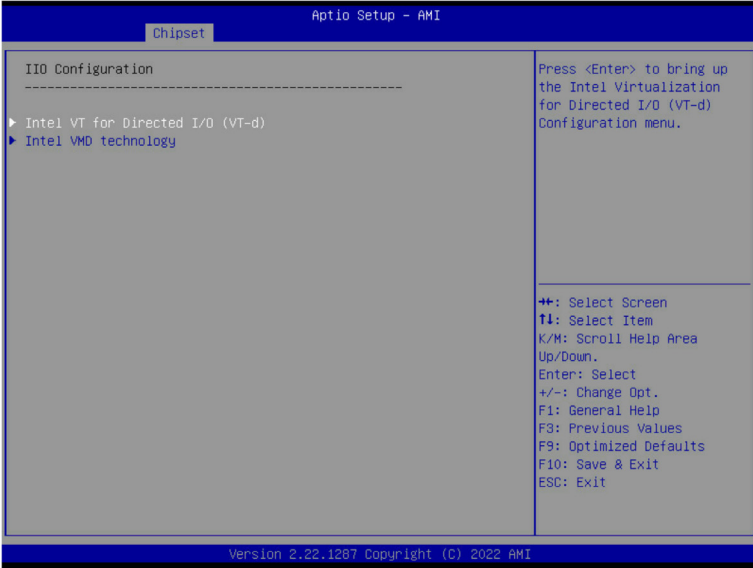 Aptio Setup – AMI
Chipset
IIO Configuration
--------------------------------------------------
▶ Intel VT for Directed I/O (VT-d)
▶ Intel VMD technology
Press <Enter> to bring up
the Intel Virtualization
for Directed I/O (VT-d)
Configuration menu.
→←: Select Screen
↑↓: Select Item
K/M: Scroll Help Area
Up/Down.
Enter: Select
+/-: Change Opt.
F1: General Help
F3: Previous Values
F9: Optimized Defaults
F10: Save & Exit
ESC: Exit
Version 2.22.1287 Copyright (C) 2022 AMI